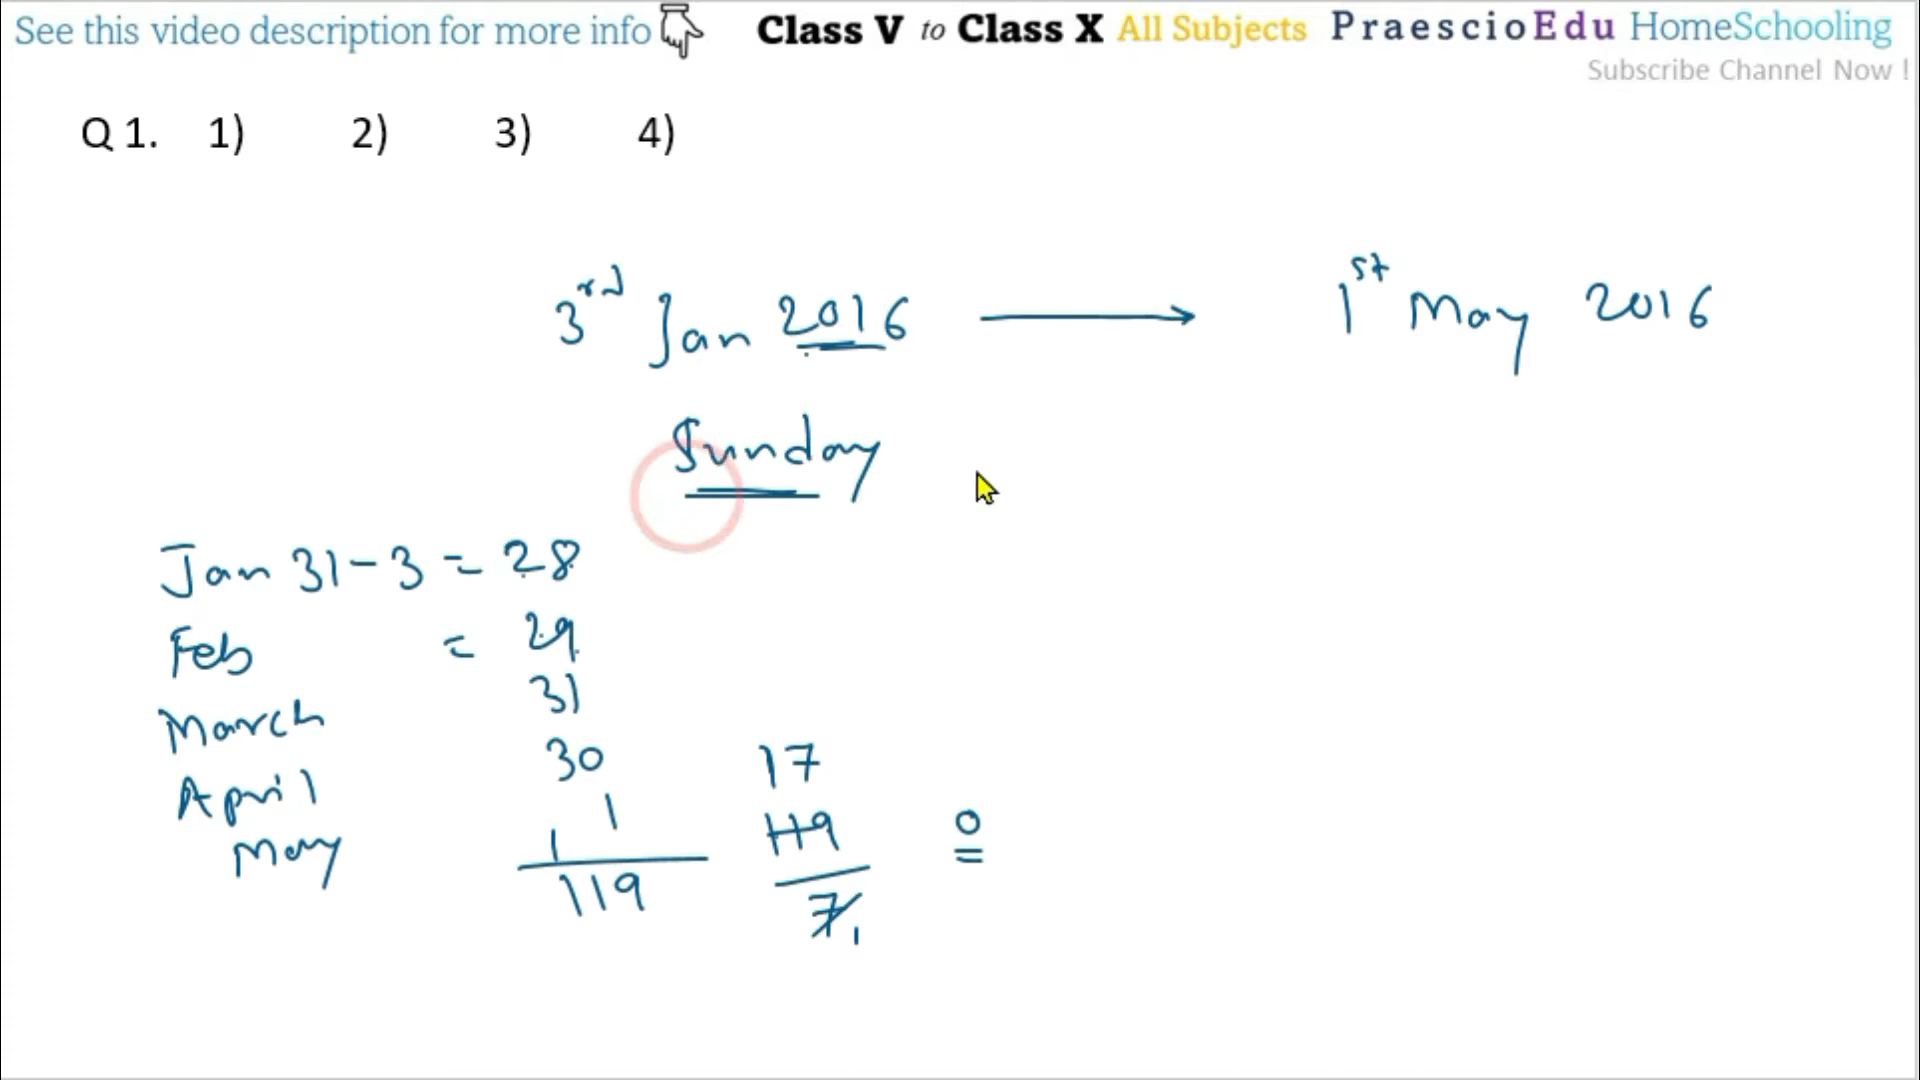 See this video description for more info Class V to Class X All Subjects PraescioEdu HomeSchooling
Subscribe Channel Now !
Q 1. 1) 2) 3) 4)
3rd Jan 2016 → 1st May 2016
Sunday
Jan 31 - 3 = 28
Feb = 29
March 31
April 30
May 1
1
119
17
119
7 1
0
=